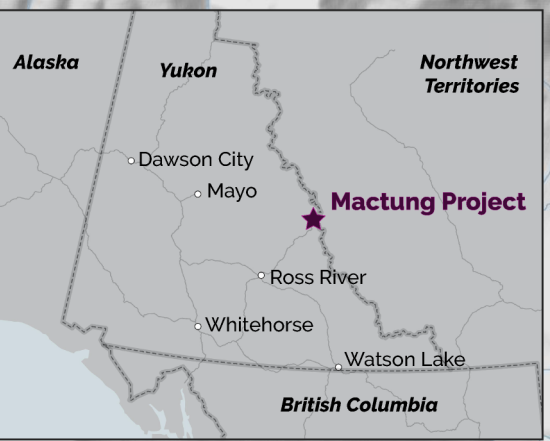 Alaska
Yukon
Northwest
Territories
Dawson City
Mayo
Mactung Project
Ross River
Whitehorse
Watson Lake
British Columbia